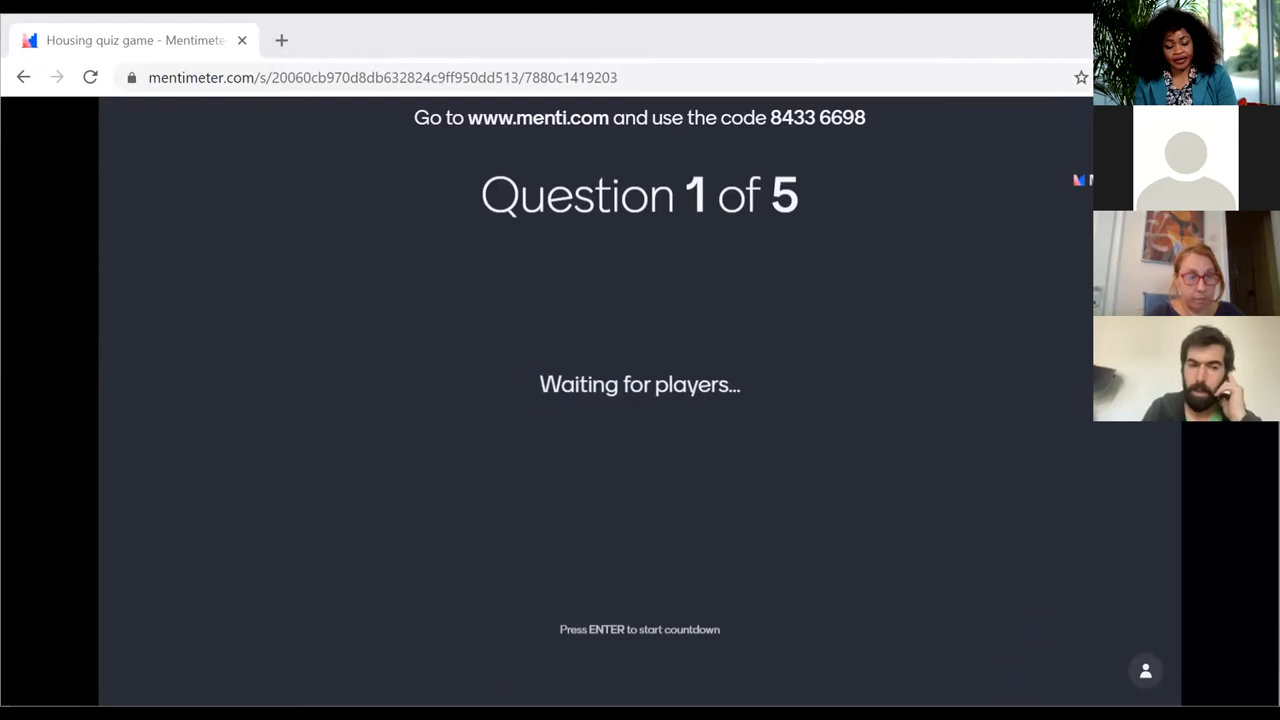 Housing quiz game - Mentimete
mentimeter.com/s/20060cb970d8db632824c9ff950dd513/7880c1419203
Go to www.menti.com and use the code 8433 6698
Question 1 of 5
Waiting for players...
Press ENTER to start countdown